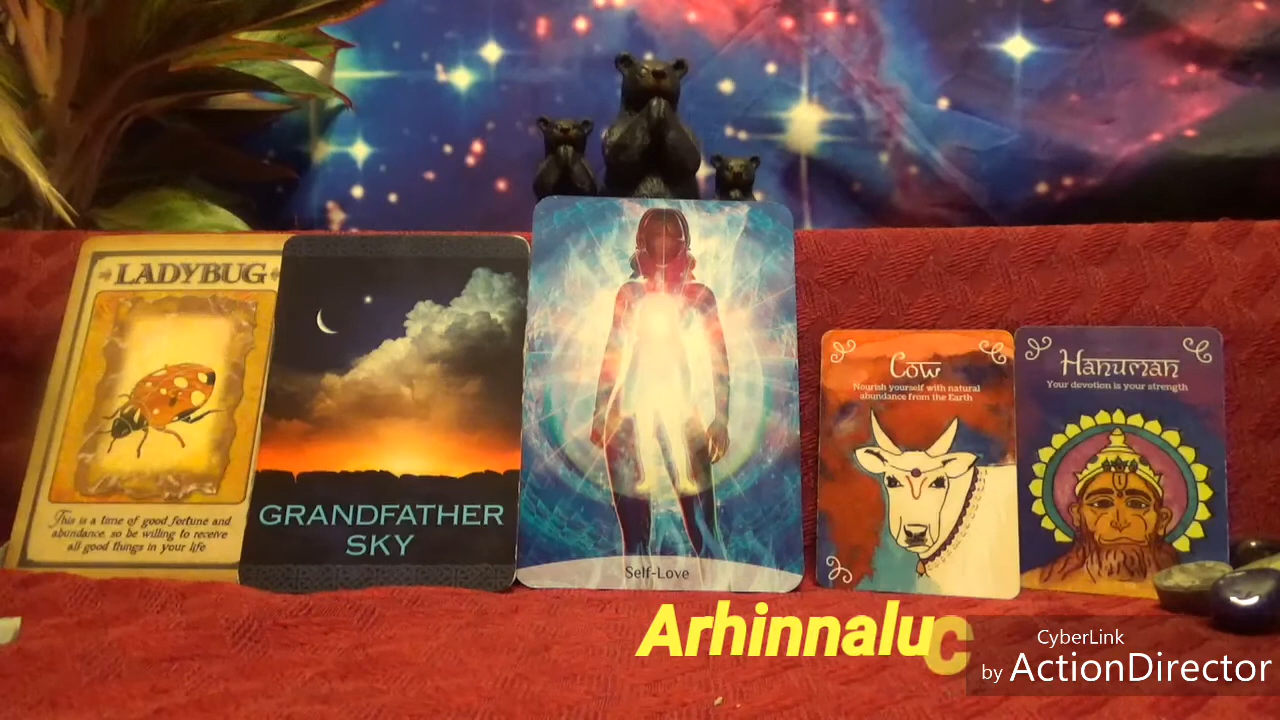 LADYBUG
This is a time of good fortune and
abundance, so be willing to receive
all good things in your life
GRANDFATHER
SKY
Self-Love
Cow
Nourish yourself with natural
abundance from the Earth
Hanuman
Your devotion is your strength
Arhinnaluc
CyberLink
by ActionDirector